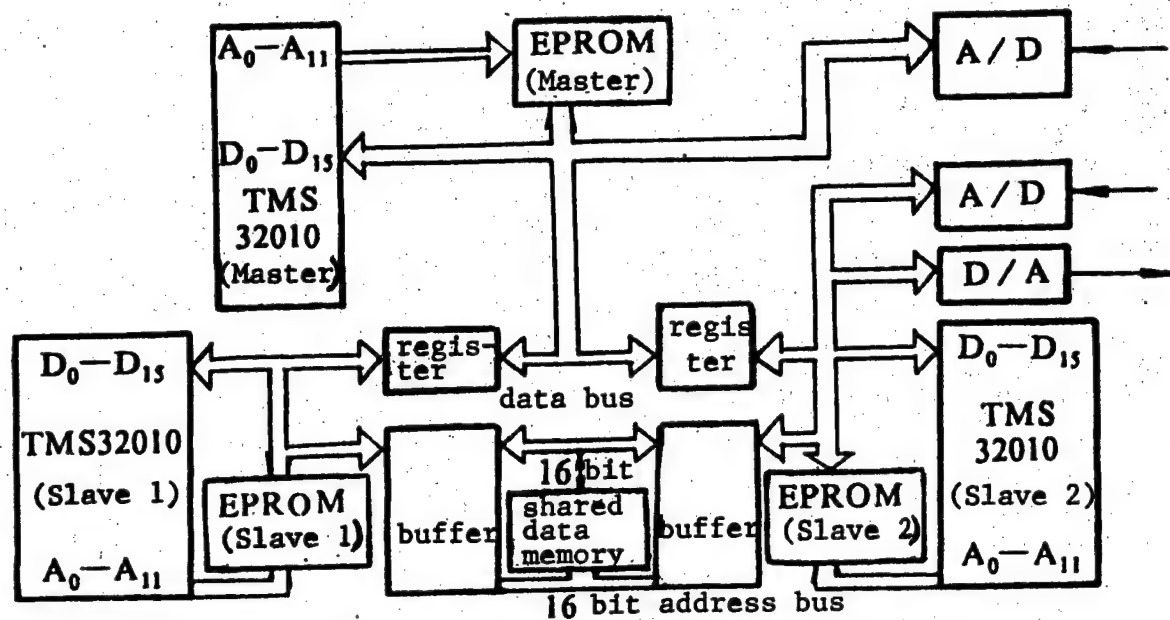 A₀—A₁₁
EPROM
(Master)
A / D
D₀—D₁₅
TMS
32010
(Master)
A / D
D / A
D₀—D₁₅
TMS32010
(Slave 1)
A₀—A₁₁
regis-
ter
regis
ter
data bus
D₀—D₁₅
TMS
32010
(Slave 2)
A₀—A₁₁
EPROM
(Slave 1)
buffer
16 bit
shared
data
memory
buffer
EPROM
(Slave 2)
16 bit address bus